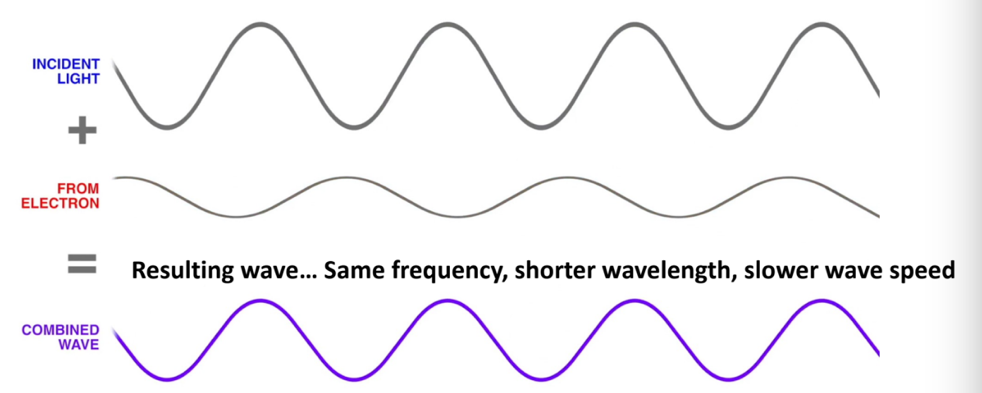 INCIDENT
LIGHT
+
FROM
ELECTRON
=
Resulting wave... Same frequency, shorter wavelength, slower wave speed
COMBINED
WAVE